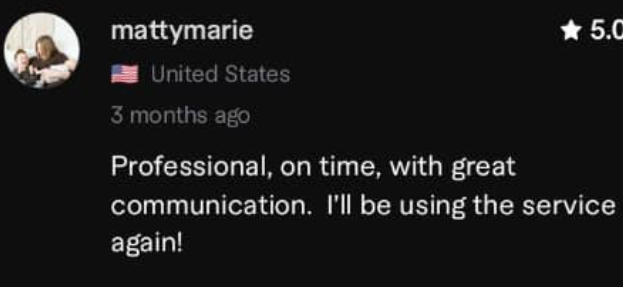 mattymarie ★ 5.0
🇺🇸 United States
3 months ago
Professional, on time, with great
communication.  I'll be using the service
again!